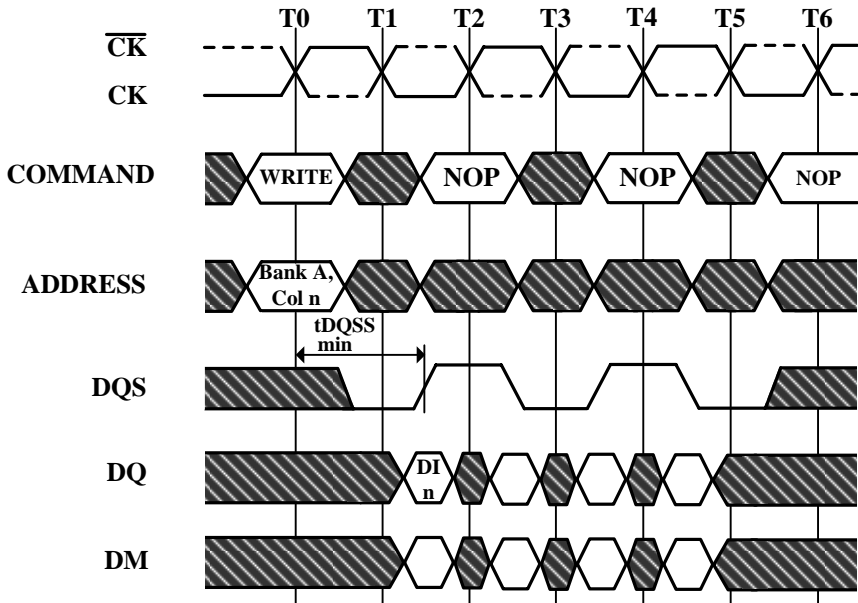 T0 T1 T2 T3 T4 T5 T6
CK
CK
COMMAND
WRITE NOP NOP NOP
ADDRESS
Bank A,
Col n
tDQSS
min
DQS
DQ
DI
n
DM